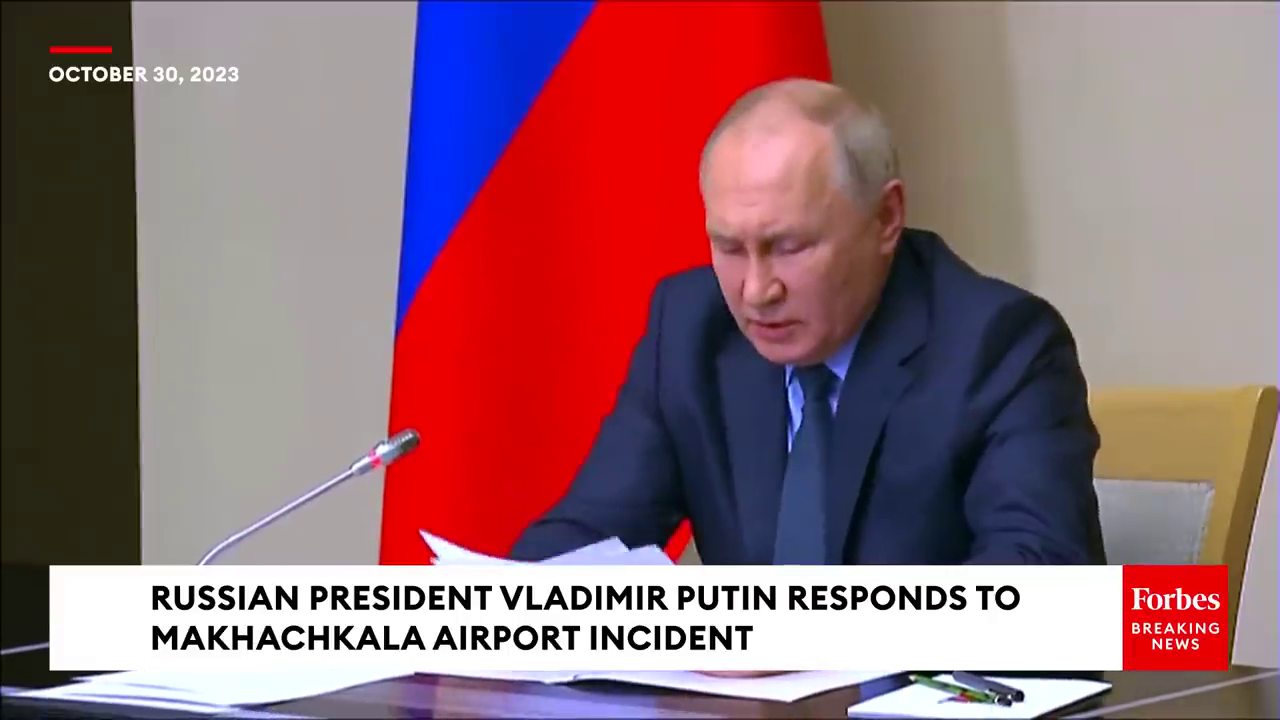 OCTOBER 30, 2023
RUSSIAN PRESIDENT VLADIMIR PUTIN RESPONDS TO
MAKHACHKALA AIRPORT INCIDENT
Forbes
BREAKING
NEWS